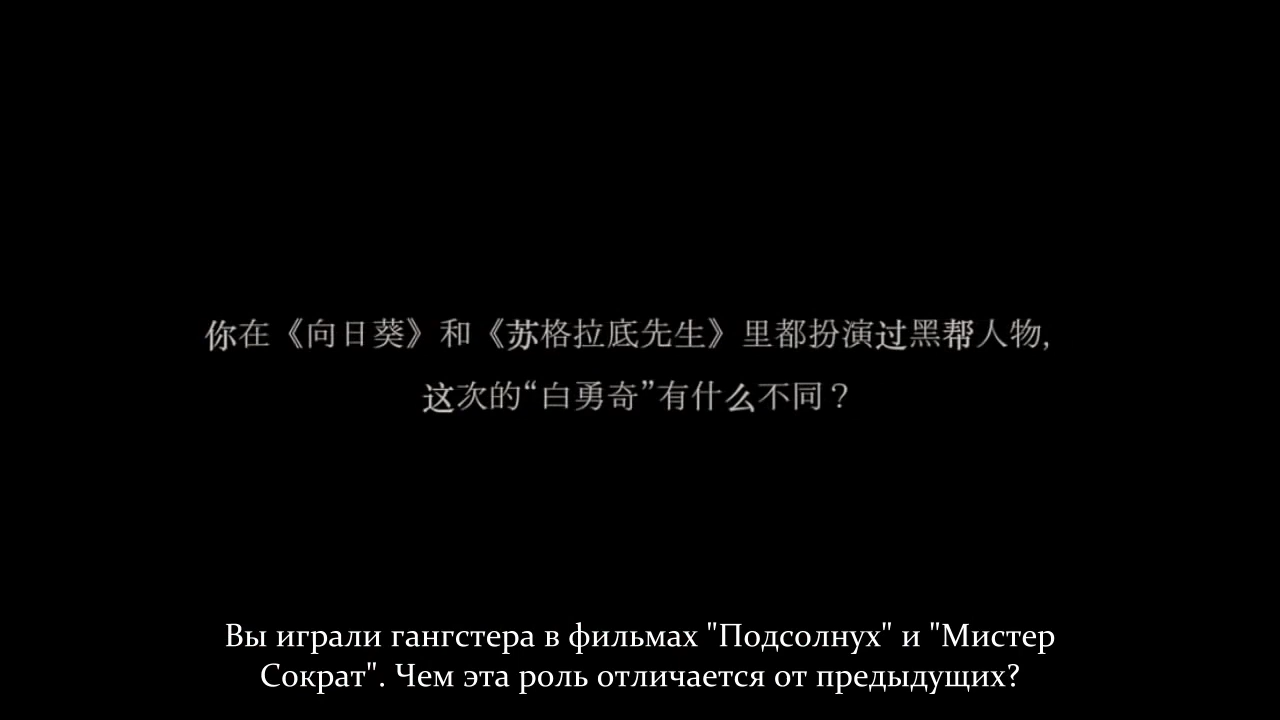 你在《向日葵》和《苏格拉底先生》里都扮演过黑帮人物,
这次的“白勇奇”有什么不同？
Вы играли гангстера в фильмах "Подсолнух" и "Мистер
Сократ". Чем эта роль отличается от предыдущих?